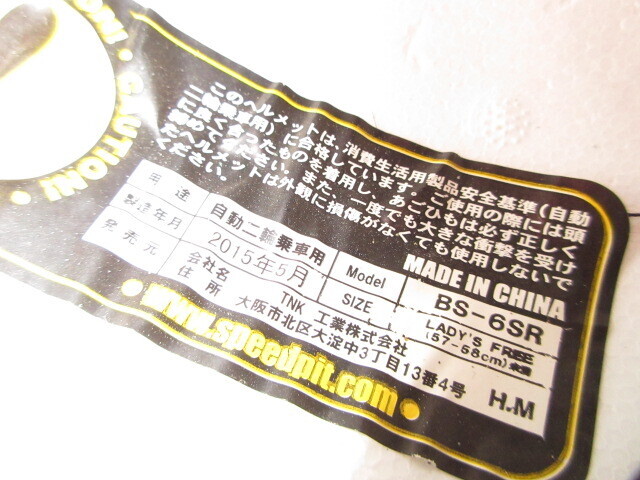 CAUTION!
このヘルメットは、消費生活用製品安全基準(自動
二輪乗車用)に合格しています。ご使用の際には頭
に良く合ったものを着用し、あごひもは必ず正しく
締めてください。また、一度でも大きな衝撃を受け
たヘルメットは外観に損傷がなくても使用しないで
MADE IN CHINA
用途 自動二輪乗車用 Model BS-6SR
製造年月 2015年5月 SIZE LADY'S FREE
(57-58cm)未満
発売元 会社名 TNK 工業株式会社
住所 大阪市北区大淀中3丁目13番4号 H.M
www.speedpit.com